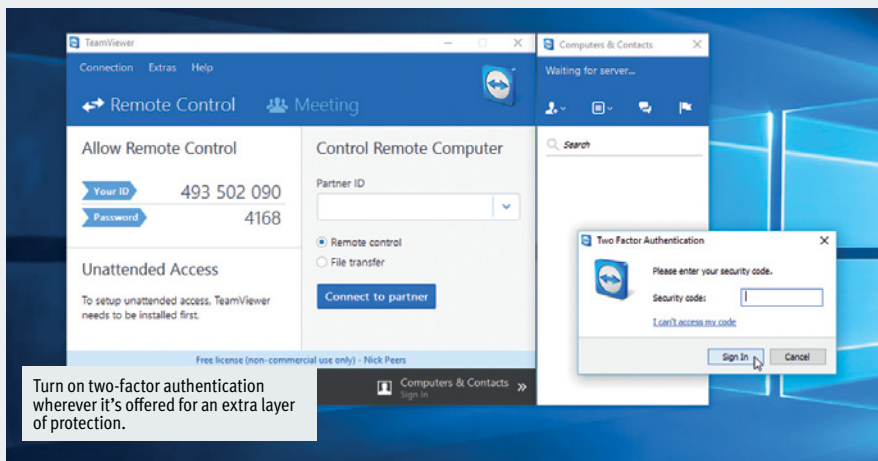 TeamViewer
Connection Extras Help
Remote Control Meeting
Allow Remote Control
Your ID 493 502 090
Password 4168
Unattended Access
To setup unattended access, TeamViewer
needs to be installed first.
Control Remote Computer
Partner ID
Remote control
File transfer
Connect to partner
Free license (non-commercial use only) - Nick Peers
Computers & Contacts
Sign In
Computers & Contacts
Waiting for server...
Search
Two Factor Authentication
Please enter your security code.
Security code:
I can't access my code
Sign In Cancel
Turn on two-factor authentication
wherever it's offered for an extra layer
of protection.